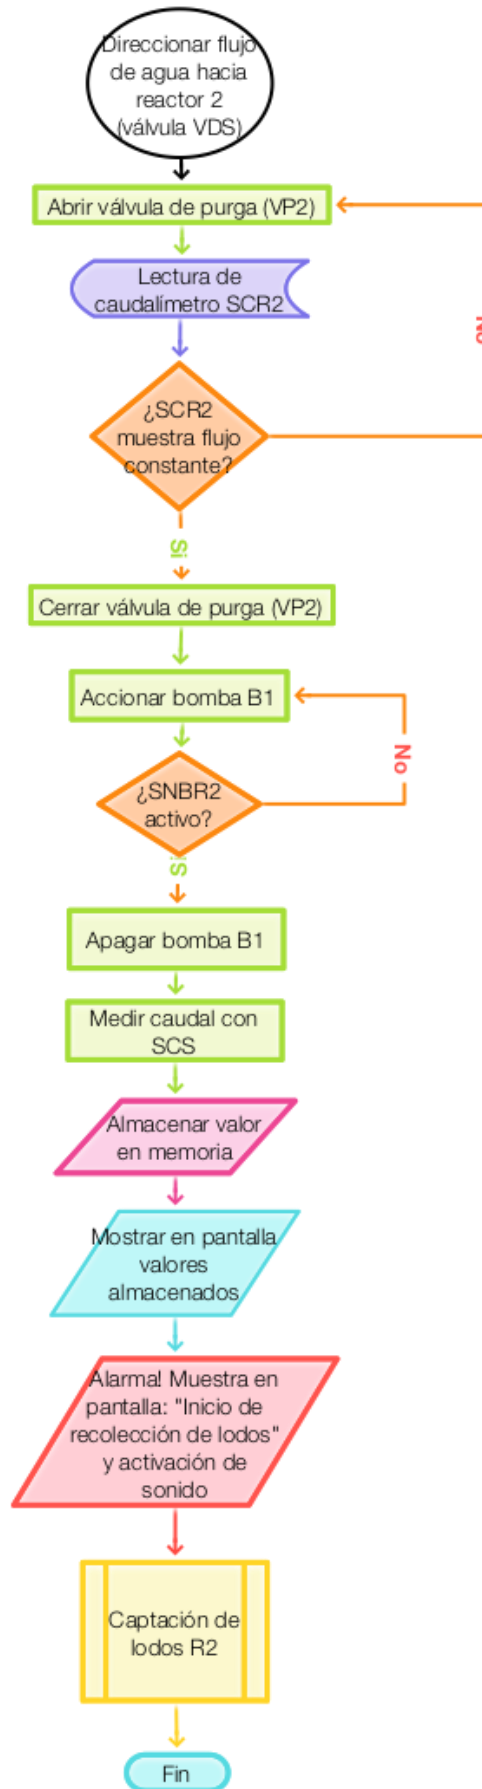 Direccionar flujo
de agua hacia
reactor 2
(válvula VDS)
Abrir válvula de purga (VP2)
Lectura de
caudalímetro SCR2
No
¿SCR2
muestra flujo
constante?
Si
Cerrar válvula de purga (VP2)
Accionar bomba B1
No
¿SNBR2
activo?
Si
Apagar bomba B1
Medir caudal con
SCS
Almacenar valor
en memoria
Mostrar en pantalla
valores
almacenados
Alarma! Muestra en
pantalla: "Inicio de
recolección de lodos"
y activación de
sonido
Captación de
lodos R2
Fin